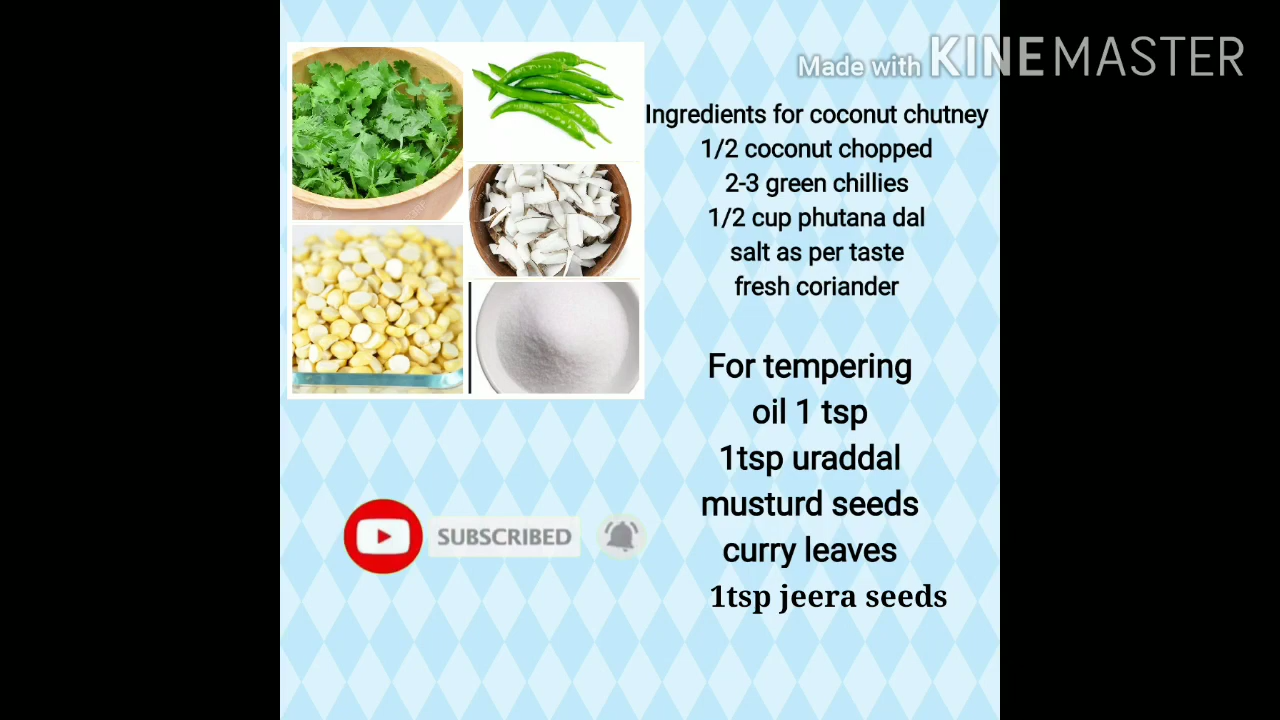 Made with KINEMASTER
Ingredients for coconut chutney
1/2 coconut chopped
2-3 green chillies
1/2 cup phutana dal
salt as per taste
fresh coriander
For tempering
oil 1 tsp
1tsp uraddal
musturd seeds
curry leaves
1tsp jeera seeds
SUBSCRIBED